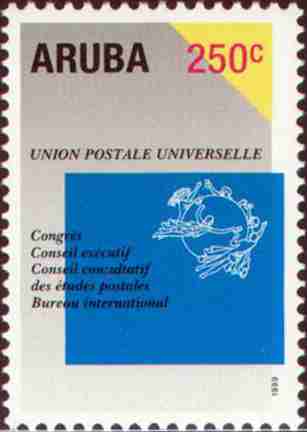 ARUBA 250c
UNION POSTALE UNIVERSELLE
Congrès
Conseil exécutif
Conseil consultatif
des études postales
Bureau international
1989